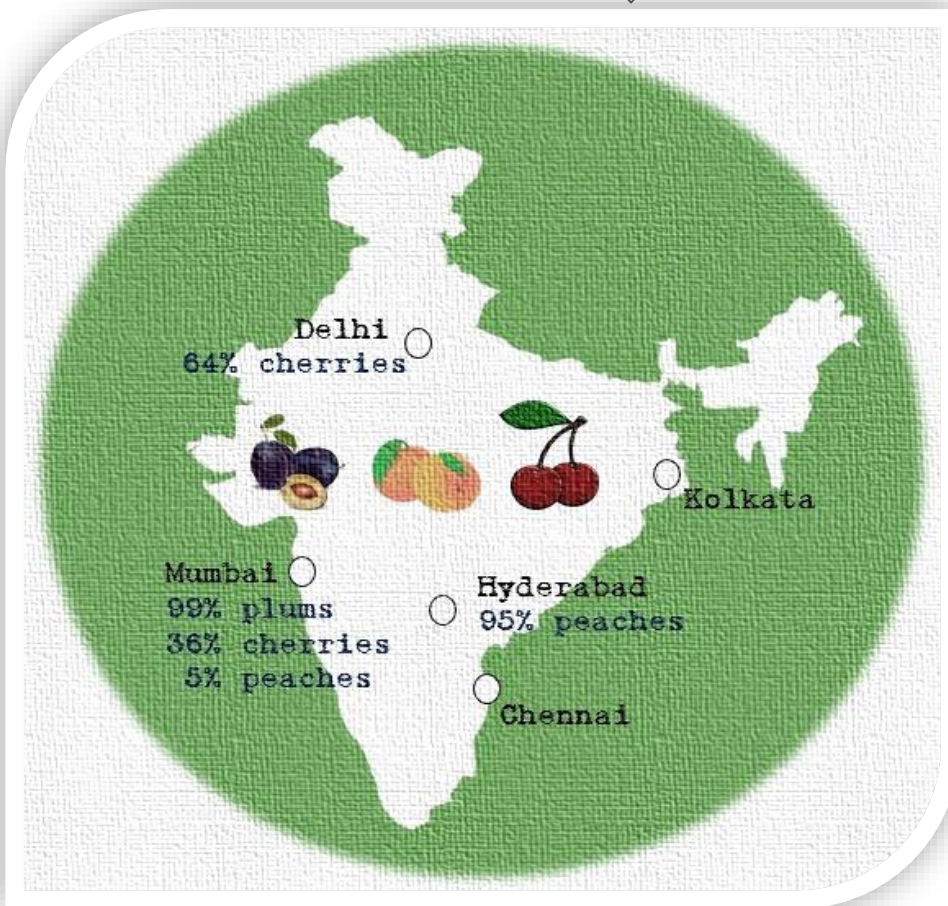 Delhi
64% cherries
Kolkata
Mumbai
99% plums
36% cherries
5% peaches
Hyderabad
95% peaches
Chennai